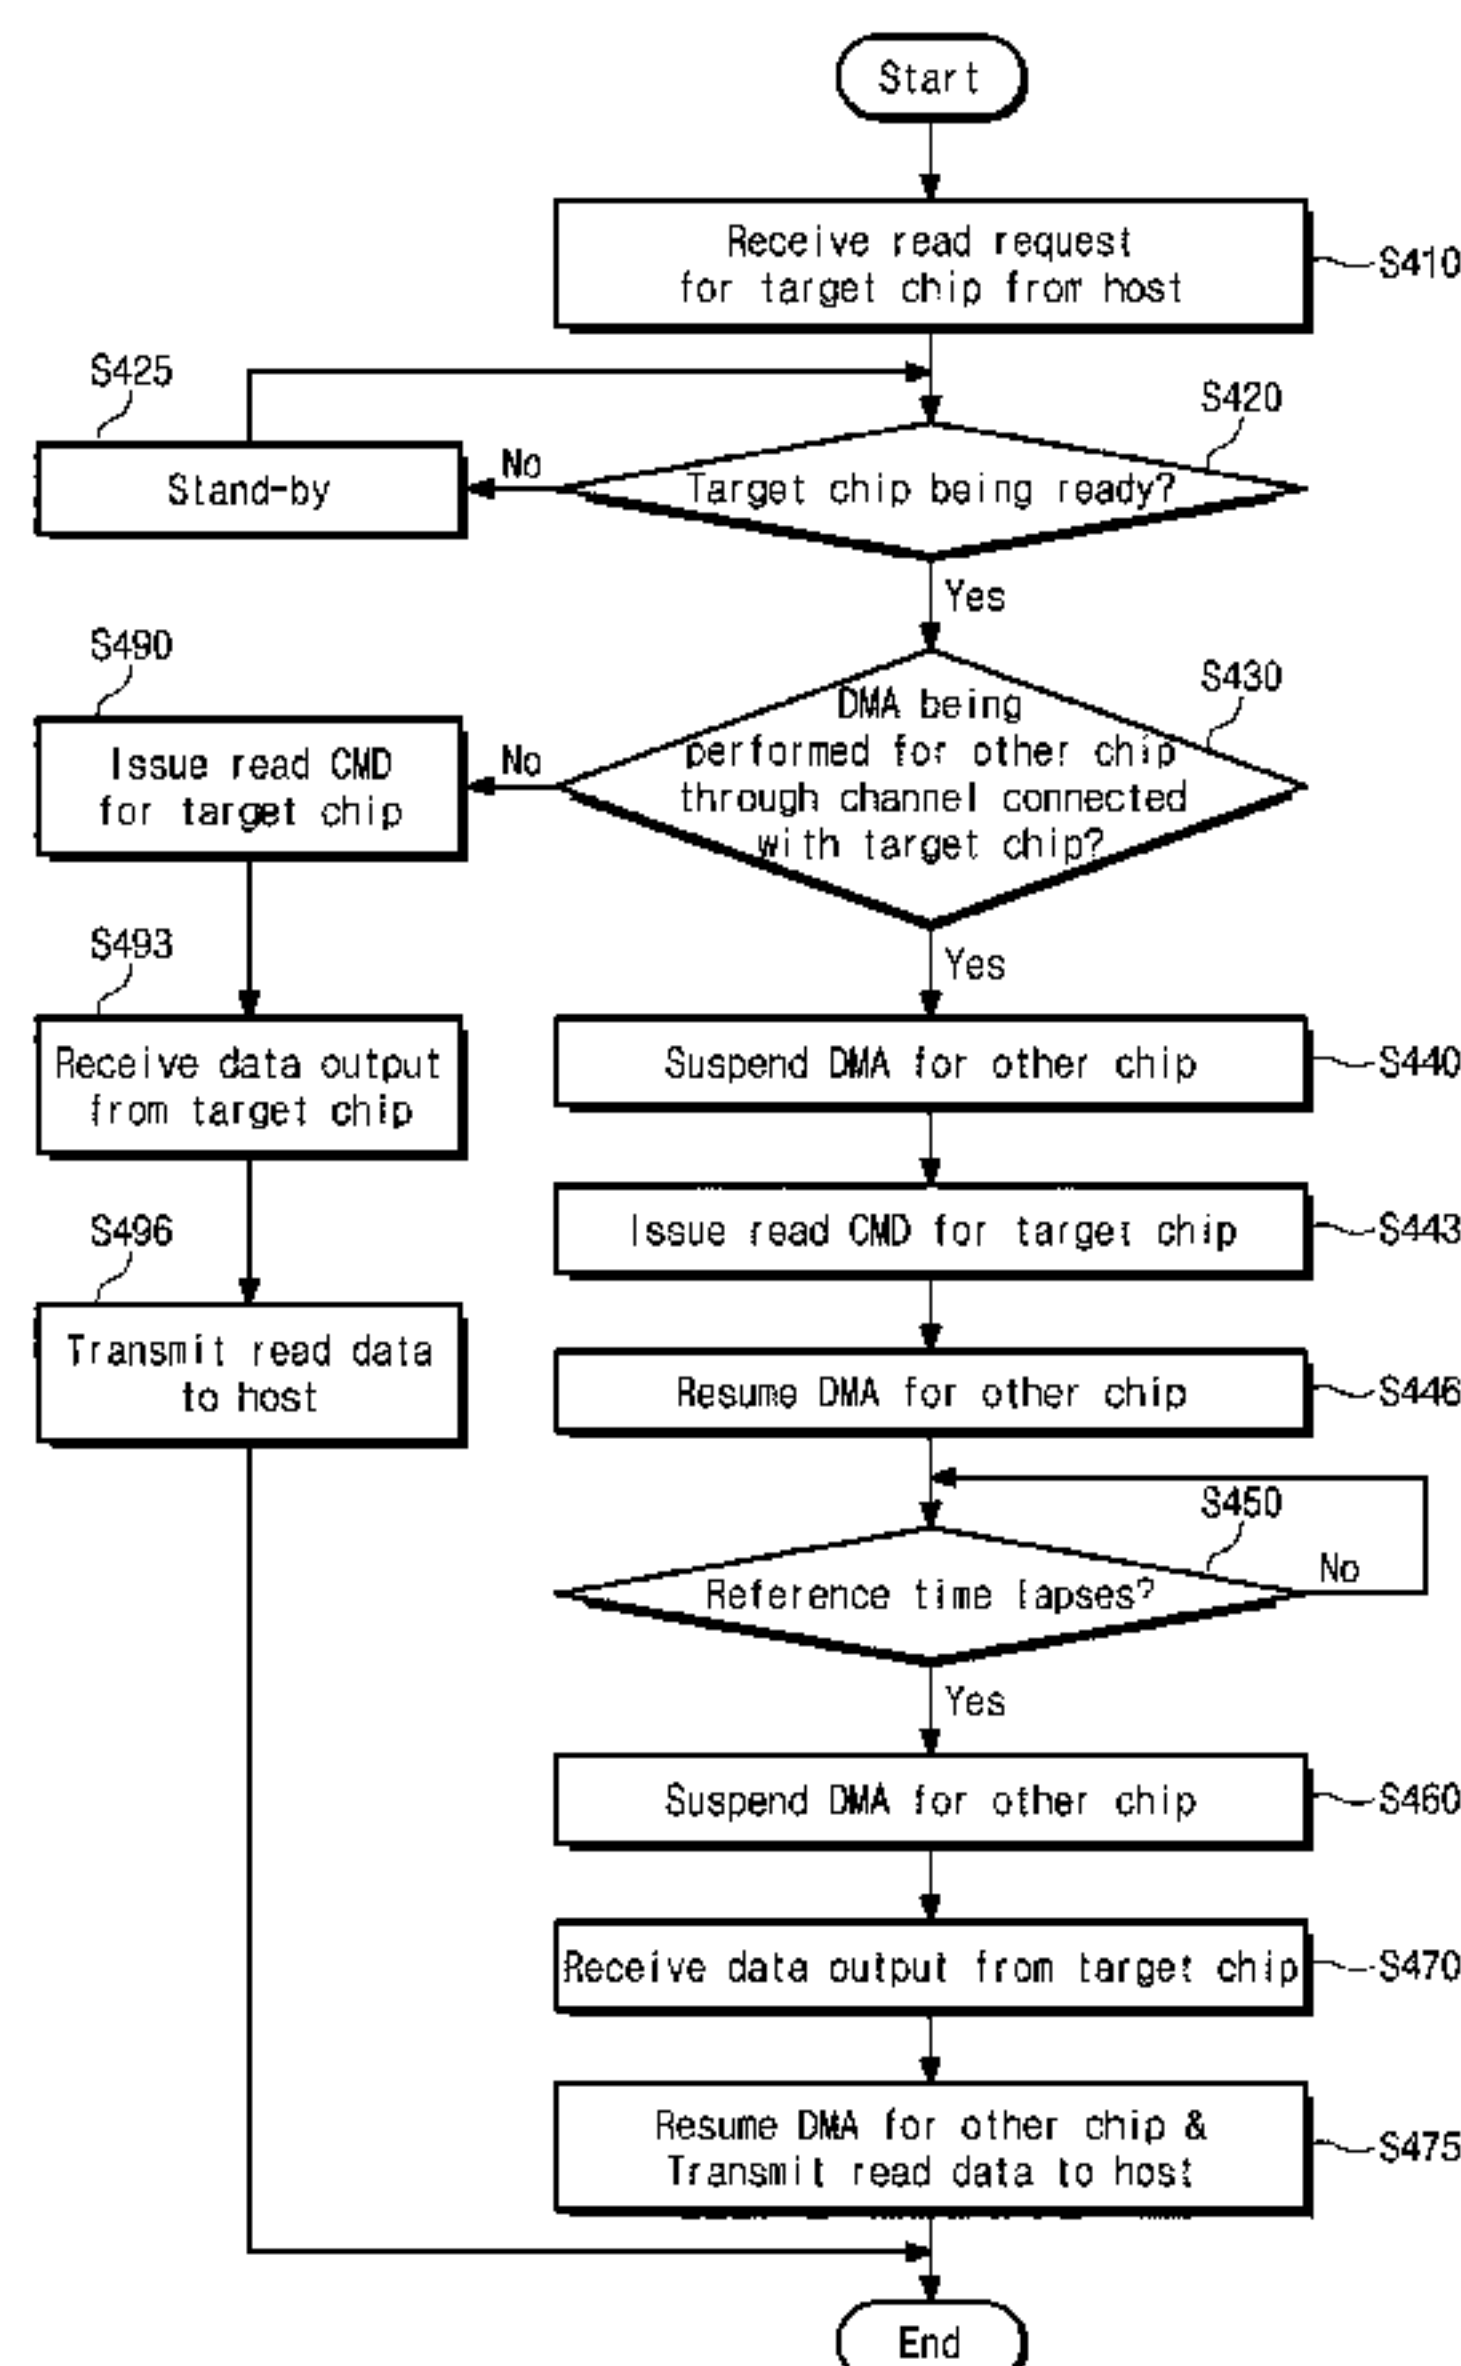 Start
Receive read request
for target chip from host
S410
S425
S420
Stand-by
No
Target chip being ready?
Yes
S490
S430
Issue read CMD
for target chip
No
DMA being
performed for other chip
through channel connected
with target chip?
Yes
S493
Receive data output
from target chip
Suspend DMA for other chip
S440
S496
Transmit read data
to host
Issue read CMD for target chip
S443
Resume DMA for other chip
S446
S450
Reference time lapses?
No
Yes
Suspend DMA for other chip
S460
Receive data output from target chip
S470
Resume DMA for other chip &
Transmit read data to host
S475
End